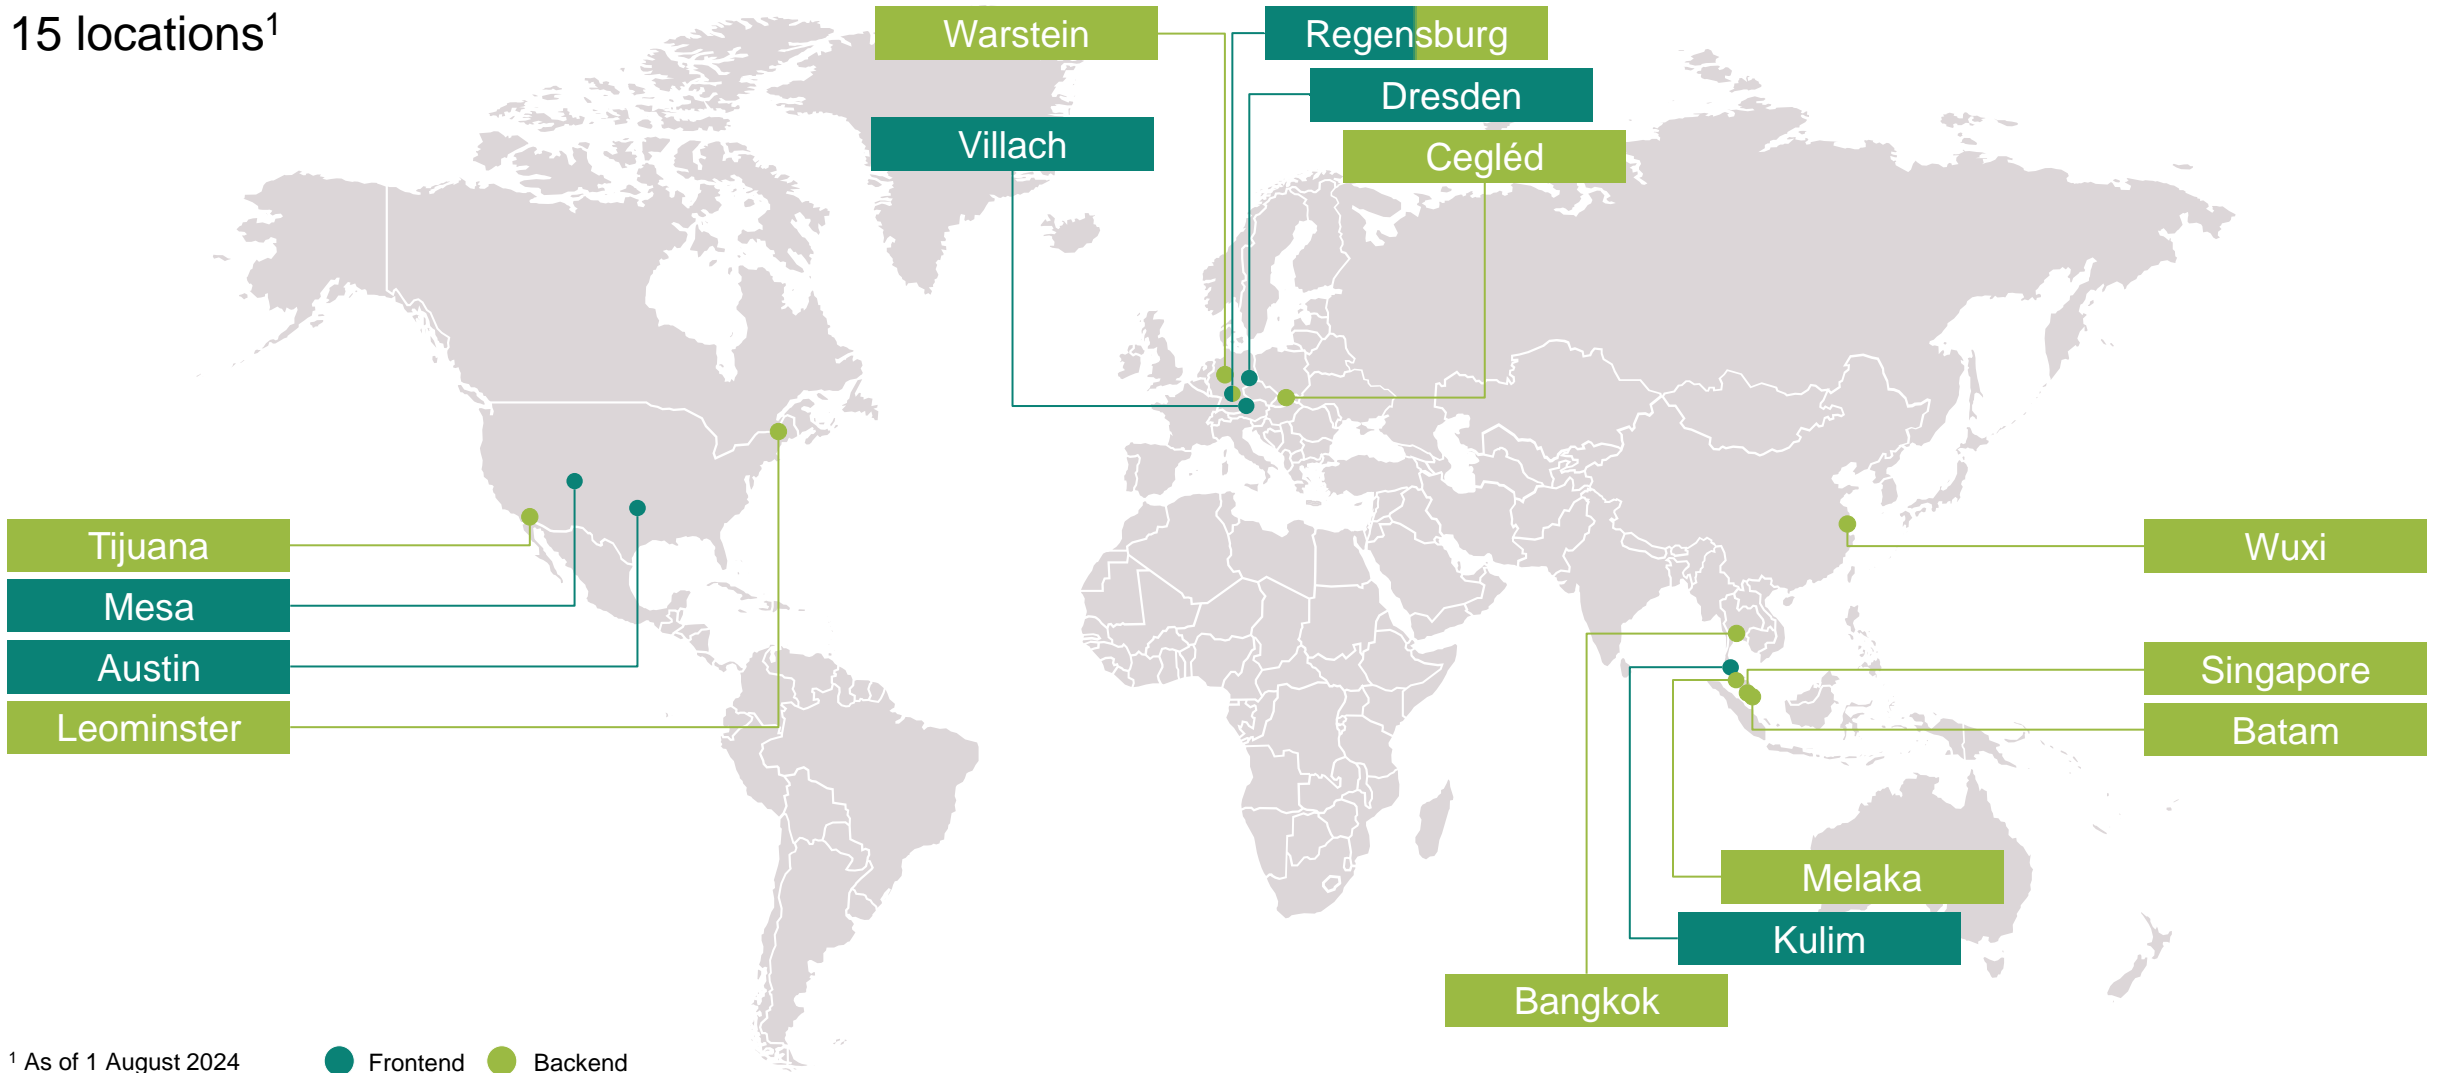 15 locations¹
Warstein
Regensburg
Dresden
Villach
Cegléd
Tijuana
Mesa
Austin
Leominster
Wuxi
Singapore
Batam
Melaka
Kulim
Bangkok
¹ As of 1 August 2024
Frontend
Backend